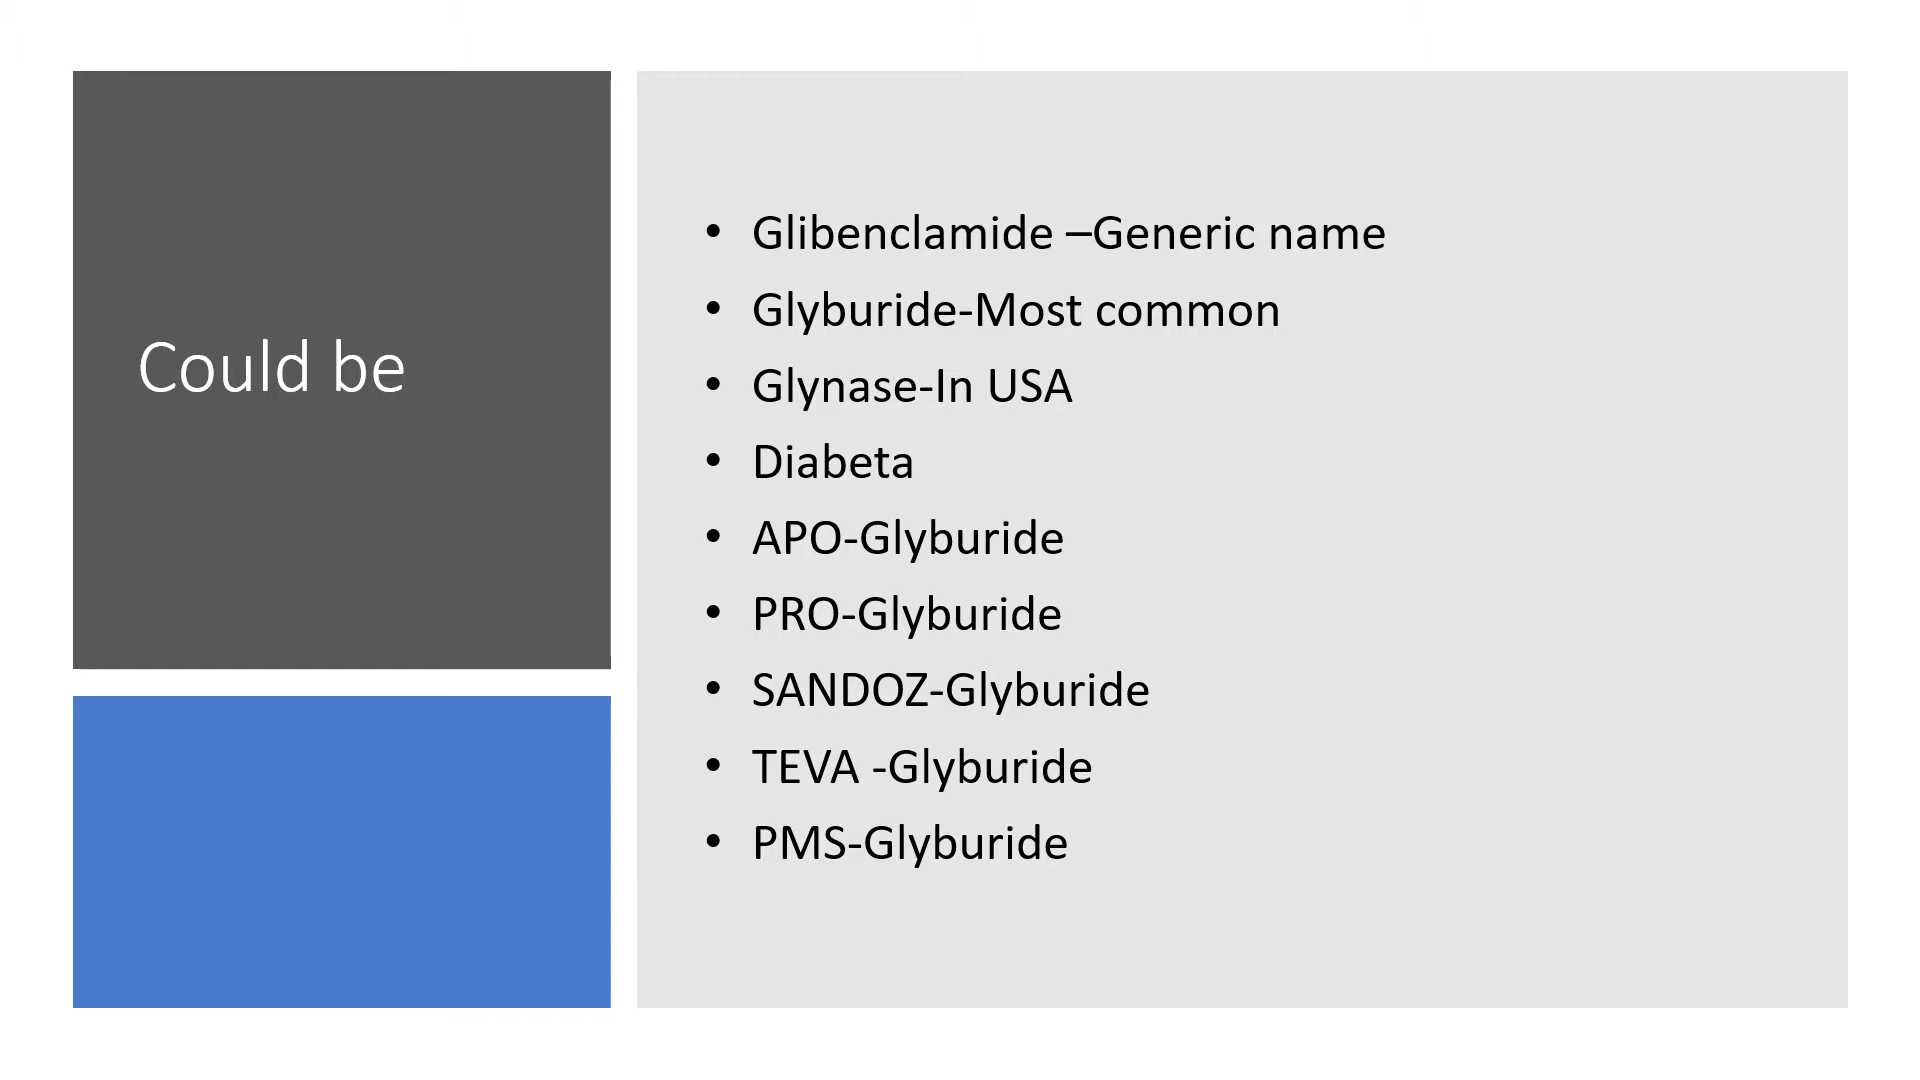 Could be
• Glibenclamide –Generic name
• Glyburide-Most common
• Glynase-In USA
• Diabeta
• APO-Glyburide
• PRO-Glyburide
• SANDOZ-Glyburide
• TEVA -Glyburide
• PMS-Glyburide